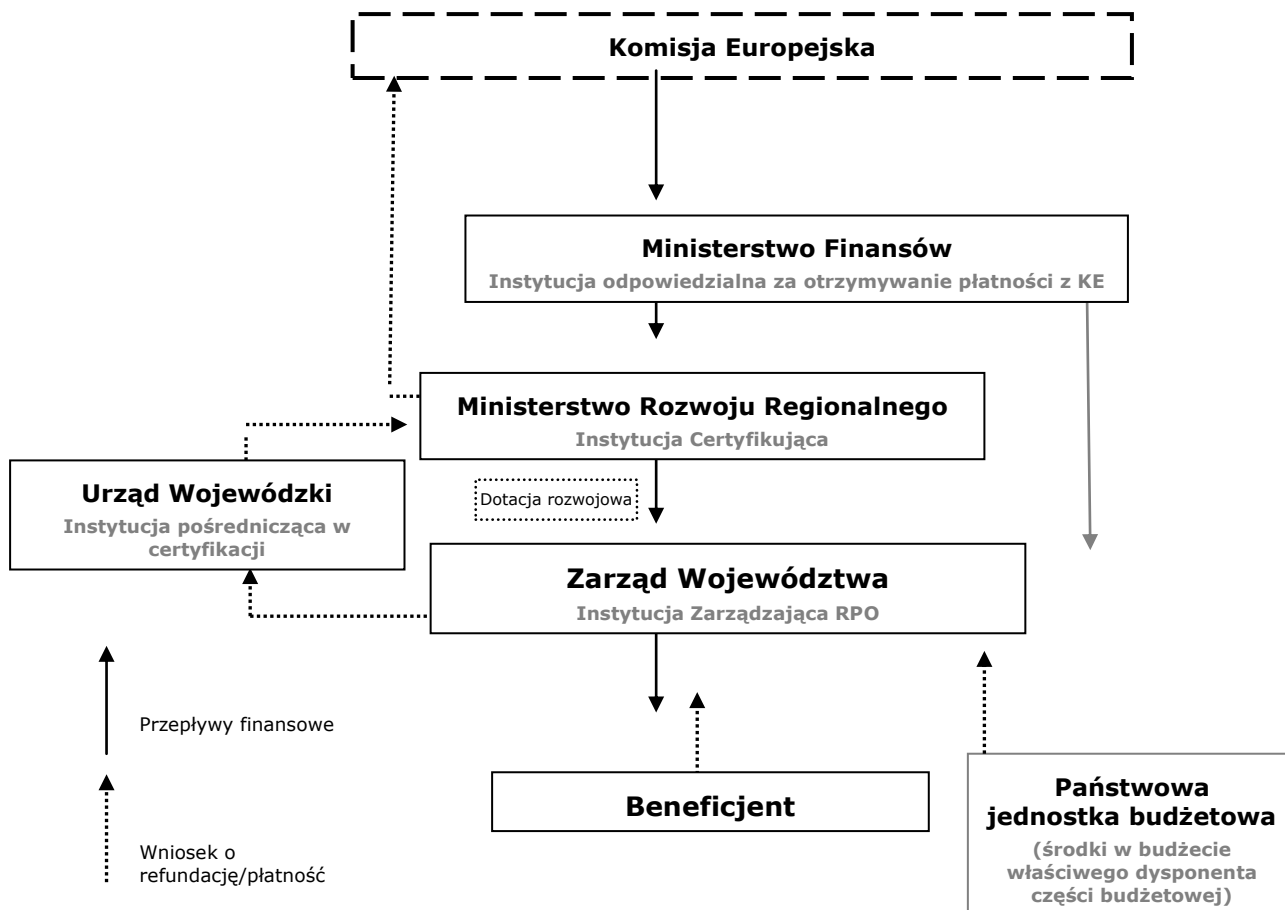 Komisja Europejska
Ministerstwo Finansów
Instytucja odpowiedzialna za otrzymywanie płatności z KE
Ministerstwo Rozwoju Regionalnego
Instytucja Certyfikująca
Urząd Wojewódzki
Instytucja pośrednicząca w
certyfikacji
Dotacja rozwojowa
Zarząd Województwa
Instytucja Zarządzająca RPO
Przepływy finansowe
Beneficjent
Państwowa
jednostka budżetowa
(środki w budżecie
właściwego dysponenta
części budżetowej)
Wniosek o
refundację/płatność